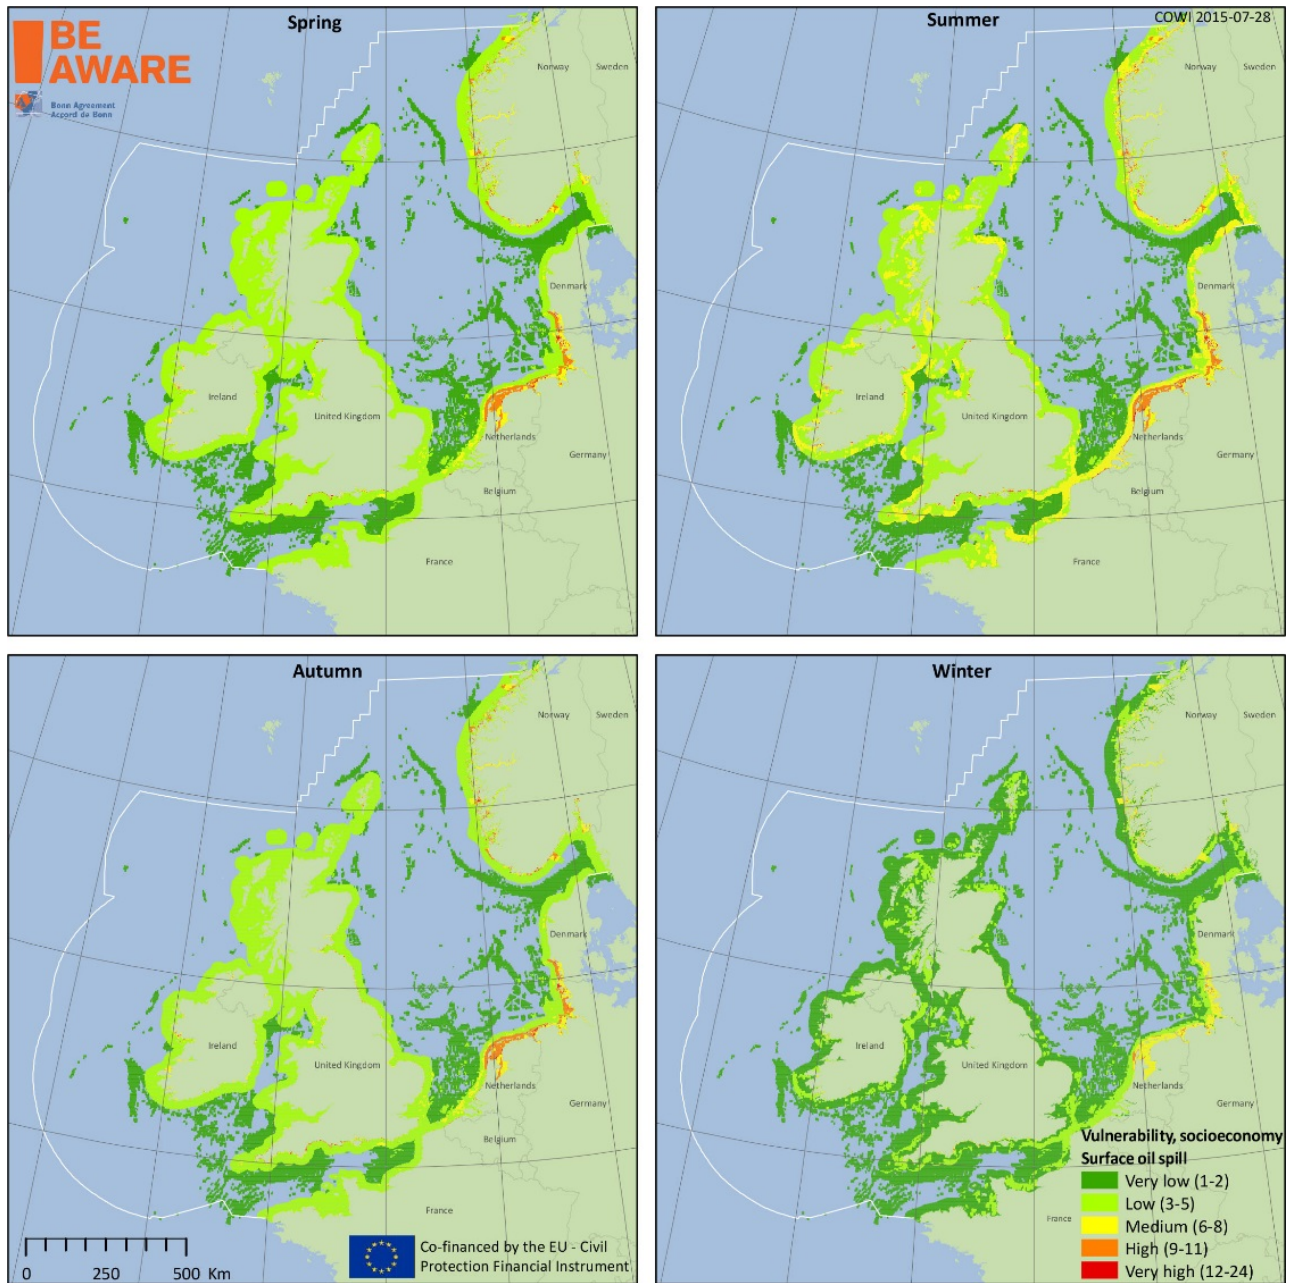 Spring
BE
AWARE
Bonn Agreement
Accord de Bonn
Norway
Sweden
Denmark
Ireland
United Kingdom
Netherlands
Germany
Belgium
France
Summer
COWI 2015-07-28
Norway
Sweden
Denmark
Ireland
United Kingdom
Netherlands
Germany
Belgium
France
Autumn
Norway
Sweden
Denmark
Ireland
United Kingdom
Netherlands
Germany
Belgium
France
0 250 500 Km
Co-financed by the EU - Civil
Protection Financial Instrument
Winter
Norway
Sweden
Denmark
Ireland
United Kingdom
Netherlands
Germany
Belgium
France
Vulnerability, socioeconomy
Surface oil spill
Very low (1-2)
Low (3-5)
Medium (6-8)
High (9-11)
Very high (12-24)